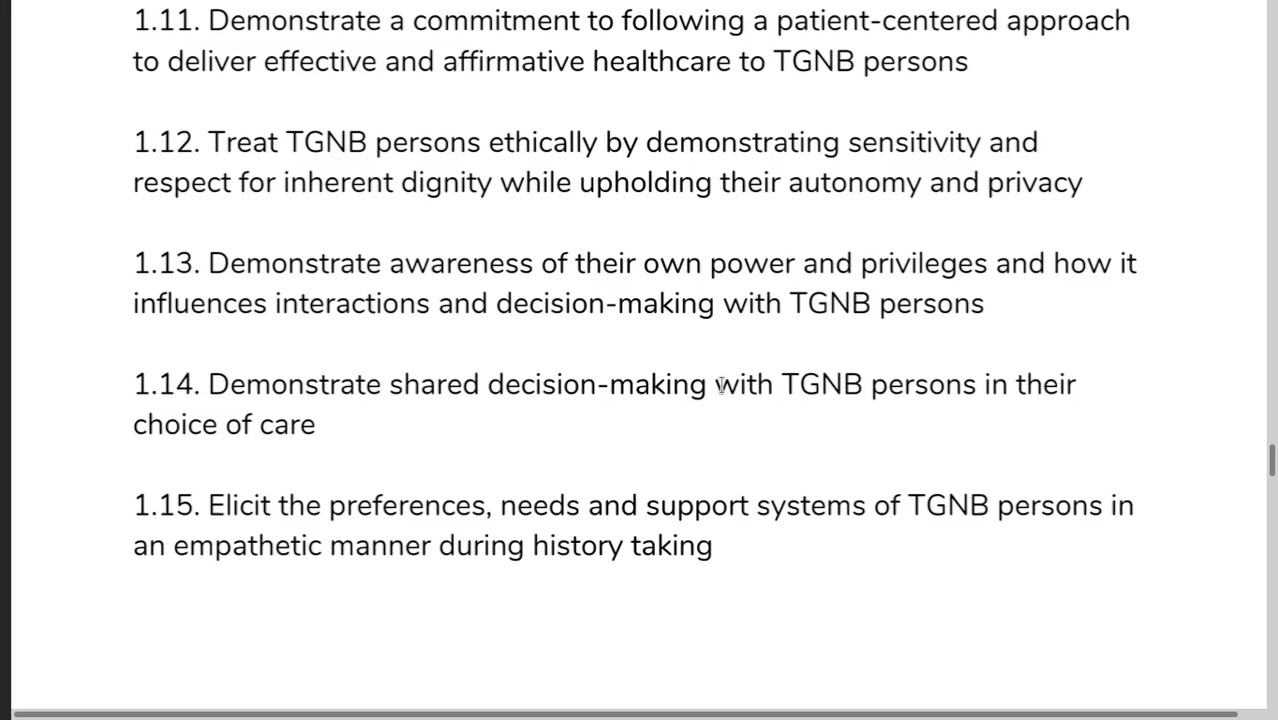 1.11. Demonstrate a commitment to following a patient-centered approach
to deliver effective and affirmative healthcare to TGNB persons
1.12. Treat TGNB persons ethically by demonstrating sensitivity and
respect for inherent dignity while upholding their autonomy and privacy
1.13. Demonstrate awareness of their own power and privileges and how it
influences interactions and decision-making with TGNB persons
1.14. Demonstrate shared decision-making with TGNB persons in their
choice of care
1.15. Elicit the preferences, needs and support systems of TGNB persons in
an empathetic manner during history taking